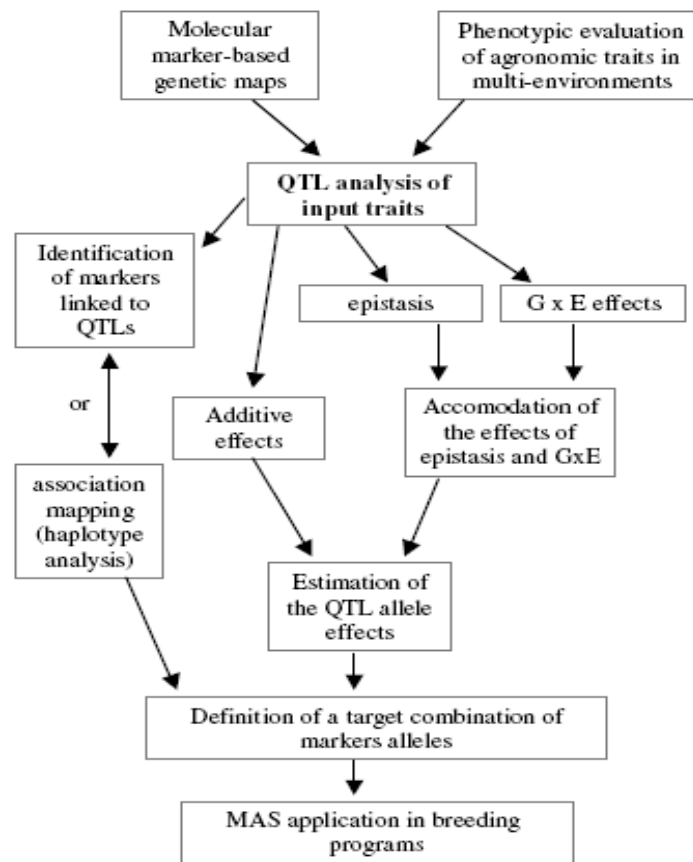 Molecular
marker-based
genetic maps
Phenotypic evaluation
of agronomic traits in
multi-environments
QTL analysis of
input traits
Identification
of markers
linked to
QTLs
epistasis
G x E effects
or
Additive
effects
Accomodation of
the effects of
epistasis and GxE
association
mapping
(haplotype
analysis)
Estimation of
the QTL allele
effects
Definition of a target combination of
markers alleles
MAS application in breeding
programs